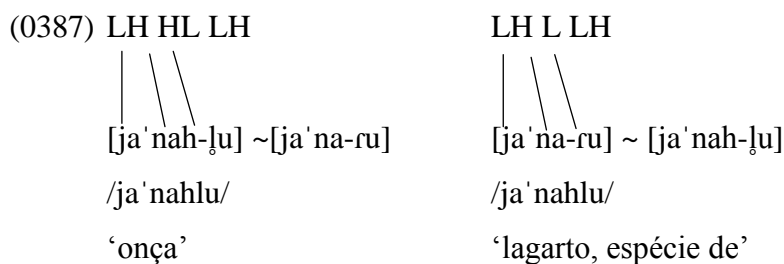 (0387) LH HL LH LH L LH
[jaˈnah-l̥u] ~[jaˈna-ɾu] [jaˈna-ɾu] ~ [jaˈnah-l̥u]
/jaˈnahlu/ /jaˈnahlu/
‘onça’ ‘lagarto, espécie de’